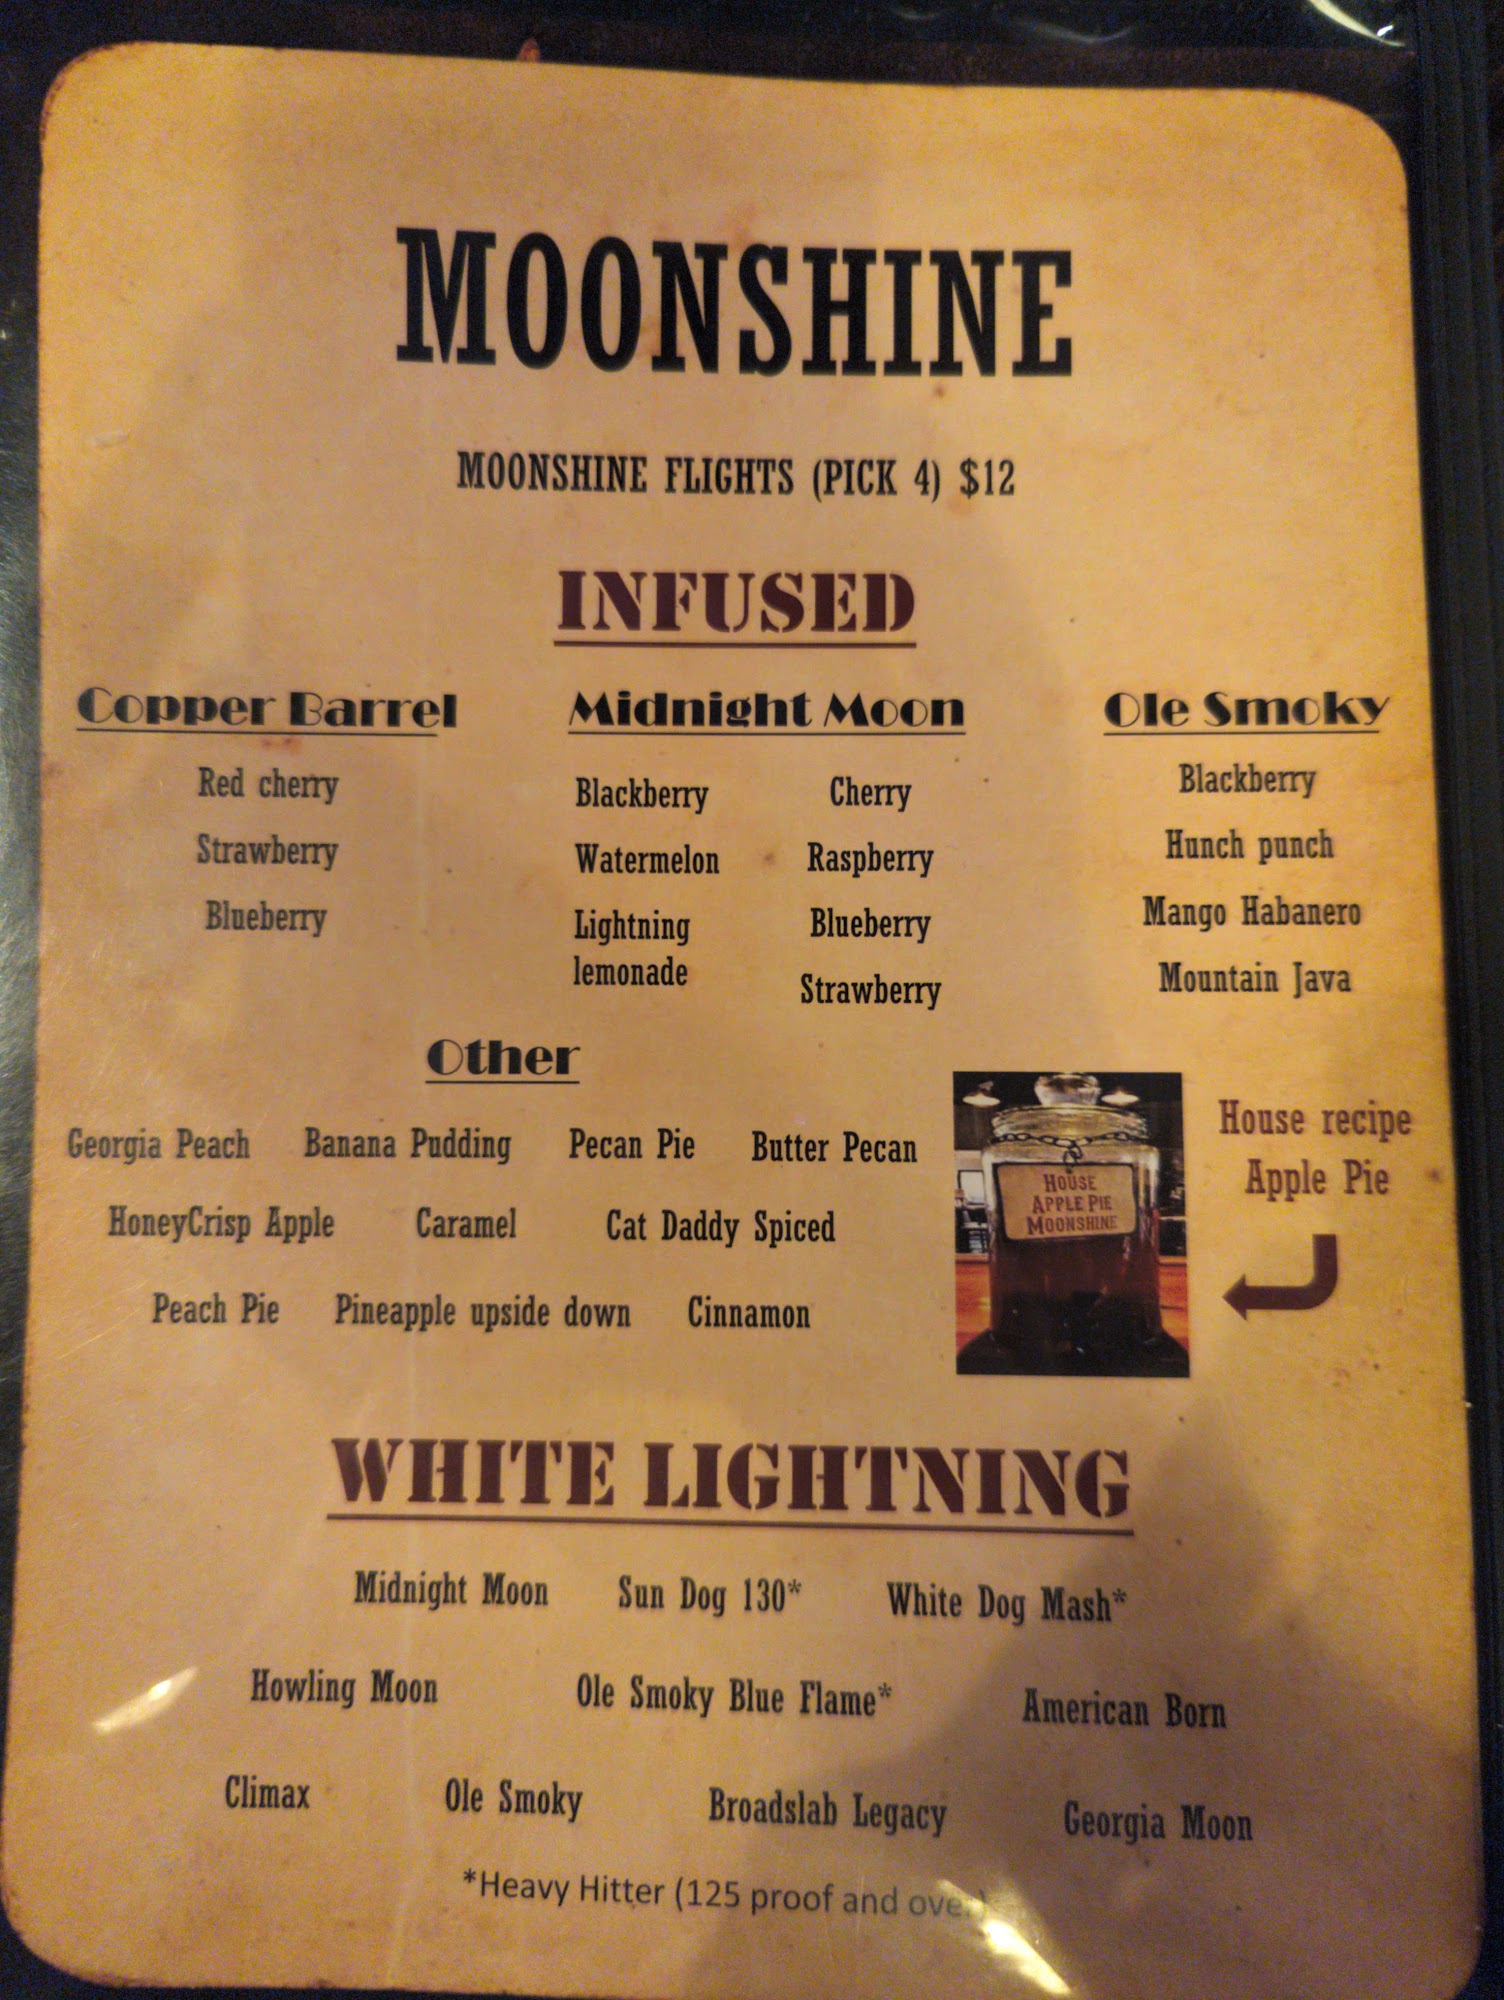 MOONSHINE
MOONSHINE FLIGHTS (PICK 4) $12
INFUSED
Copper Barrel
Red cherry
Strawberry
Blueberry
Midnight Moon
Blackberry Cherry
Watermelon Raspberry
Lightning lemonade Blueberry
Strawberry
Ole Smoky
Blackberry
Hunch punch
Mango Habanero
Mountain Java
Other
Georgia Peach Banana Pudding Pecan Pie Butter Pecan
HoneyCrisp Apple Caramel Cat Daddy Spiced
Peach Pie Pineapple upside down Cinnamon
HOUSE
APPLE PIE
MOONSHINE
House recipe
Apple Pie
WHITE LIGHTNING
Midnight Moon Sun Dog 130* White Dog Mash*
Howling Moon Ole Smoky Blue Flame* American Born
Climax Ole Smoky Broadslab Legacy Georgia Moon
*Heavy Hitter (125 proof and over)